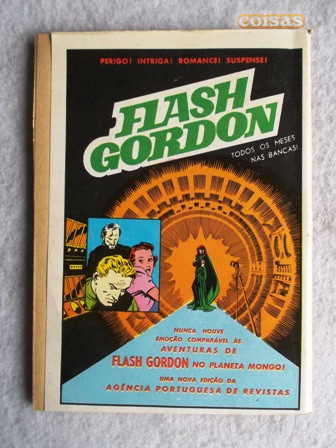 coisas
PERIGO! INTRIGA! ROMANCE! SUSPENSE!
FLASH
GORDON
TODOS OS MESES
NAS BANCAS!
NUNCA HOUVE
EMOÇÃO COMPARÁVEL ÀS
AVENTURAS DE
FLASH GORDON NO PLANETA MONGO!
UMA NOVA EDIÇÃO DA
AGÊNCIA PORTUGUESA DE REVISTAS